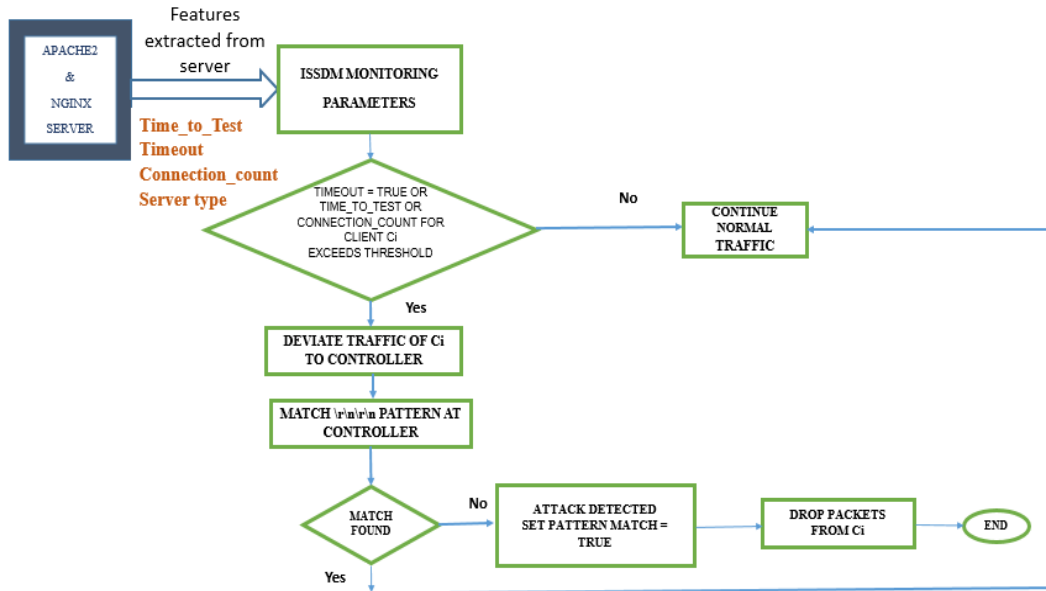 Features
extracted from
server
APACHE2
&
NGINX
SERVER
ISSDM MONITORING
PARAMETERS
Time_to_Test
Timeout
Connection_count
Server type
TIMEOUT = TRUE OR
TIME_TO_TEST OR
CONNECTION_COUNT FOR
CLIENT Ci
EXCEEDS THRESHOLD
No
CONTINUE
NORMAL
TRAFFIC
Yes
DEVIATE TRAFFIC OF Ci
TO CONTROLLER
MATCH \r\n\r\n PATTERN AT
CONTROLLER
MATCH
FOUND
No
ATTACK DETECTED
SET PATTERN MATCH =
TRUE
DROP PACKETS
FROM Ci
END
Yes